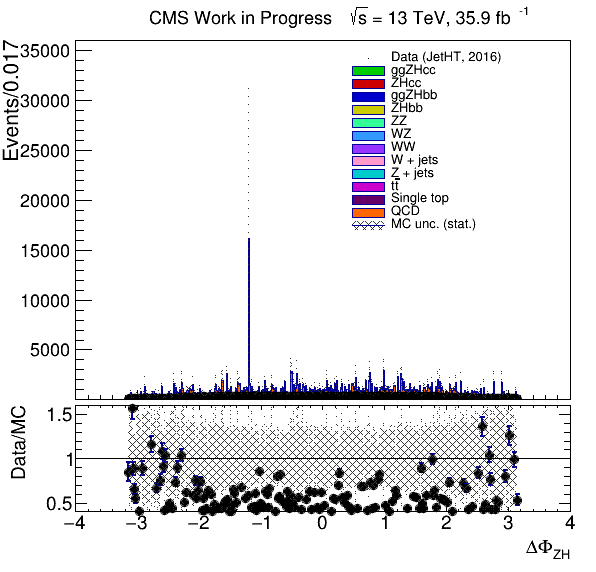 CMS Work in Progress √s = 13 TeV, 35.9 fb⁻¹
Events/0.017
35000
30000
25000
20000
15000
10000
5000
Data (JetHT, 2016)
ggZHcc
ZHcc
ggZHbb
ZHbb
ZZ
WZ
WW
W + jets
Z + jets
tt̄
Single top
QCD
MC unc. (stat.)
Data/MC
1.5
1
0.5
−4 −3 −2 −1 0 1 2 3 4
ΔΦ_ZH